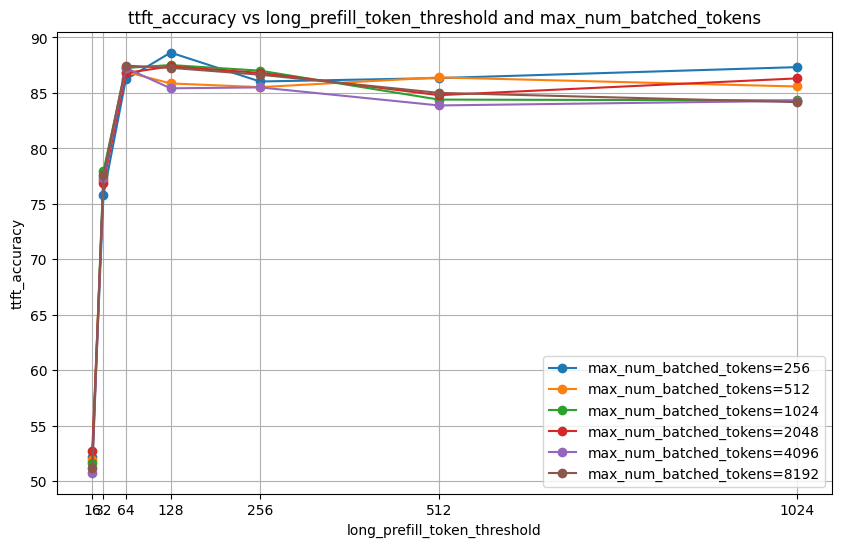 ttft_accuracy vs long_prefill_token_threshold and max_num_batched_tokens
90
85
80
75
70
65
60
55
50
ttft_accuracy
max_num_batched_tokens=256
max_num_batched_tokens=512
max_num_batched_tokens=1024
max_num_batched_tokens=2048
max_num_batched_tokens=4096
max_num_batched_tokens=8192
16 32 64 128 256 512 1024
long_prefill_token_threshold